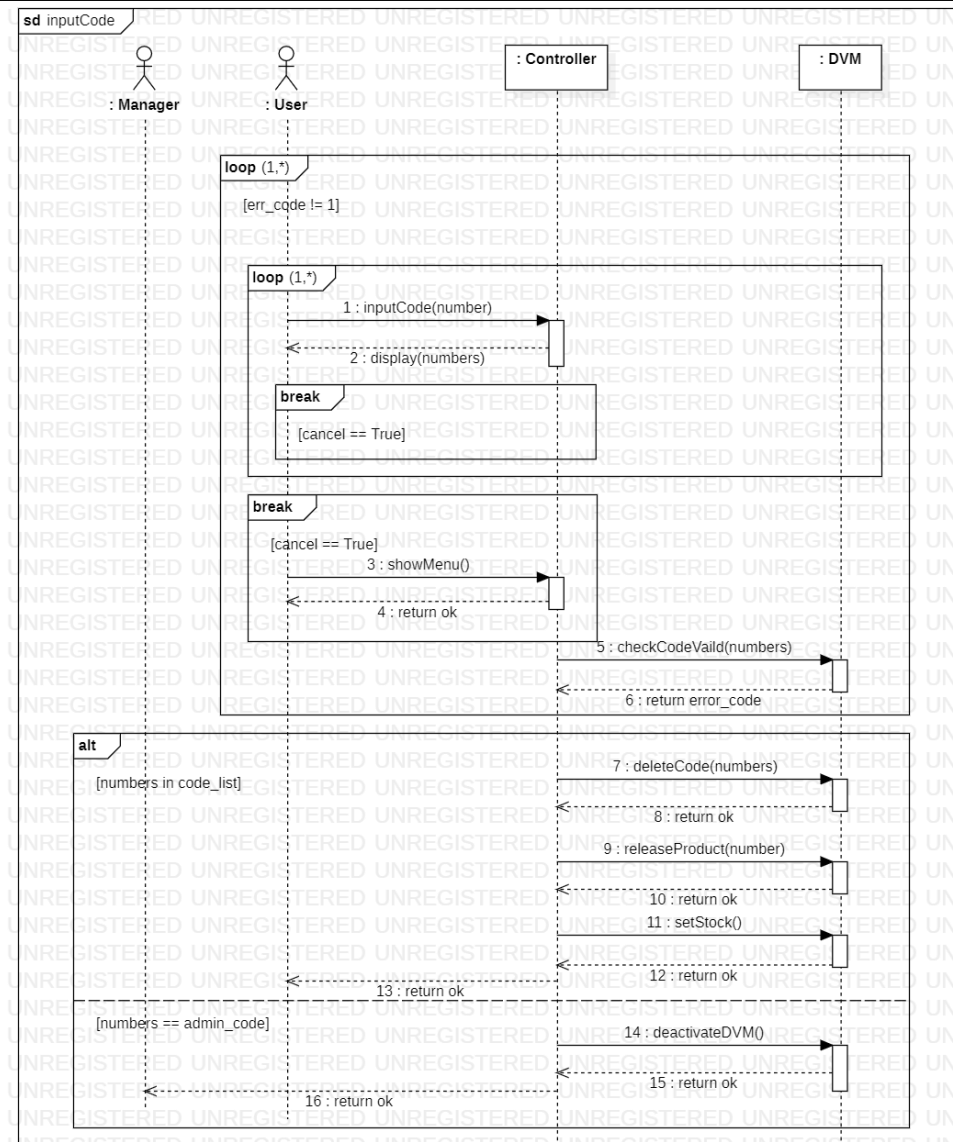 sd inputCode
: Manager
: User
: Controller
: DVM
loop (1,*)
[err_code != 1]
loop (1,*)
1 : inputCode(number)
2 : display(numbers)
break
[cancel == True]
break
[cancel == True]
3 : showMenu()
4 : return ok
5 : checkCodeVaild(numbers)
6 : return error_code
alt
[numbers in code_list]
7 : deleteCode(numbers)
8 : return ok
9 : releaseProduct(number)
10 : return ok
11 : setStock()
12 : return ok
13 : return ok
[numbers == admin_code]
14 : deactivateDVM()
15 : return ok
16 : return ok
UNREGISTERED